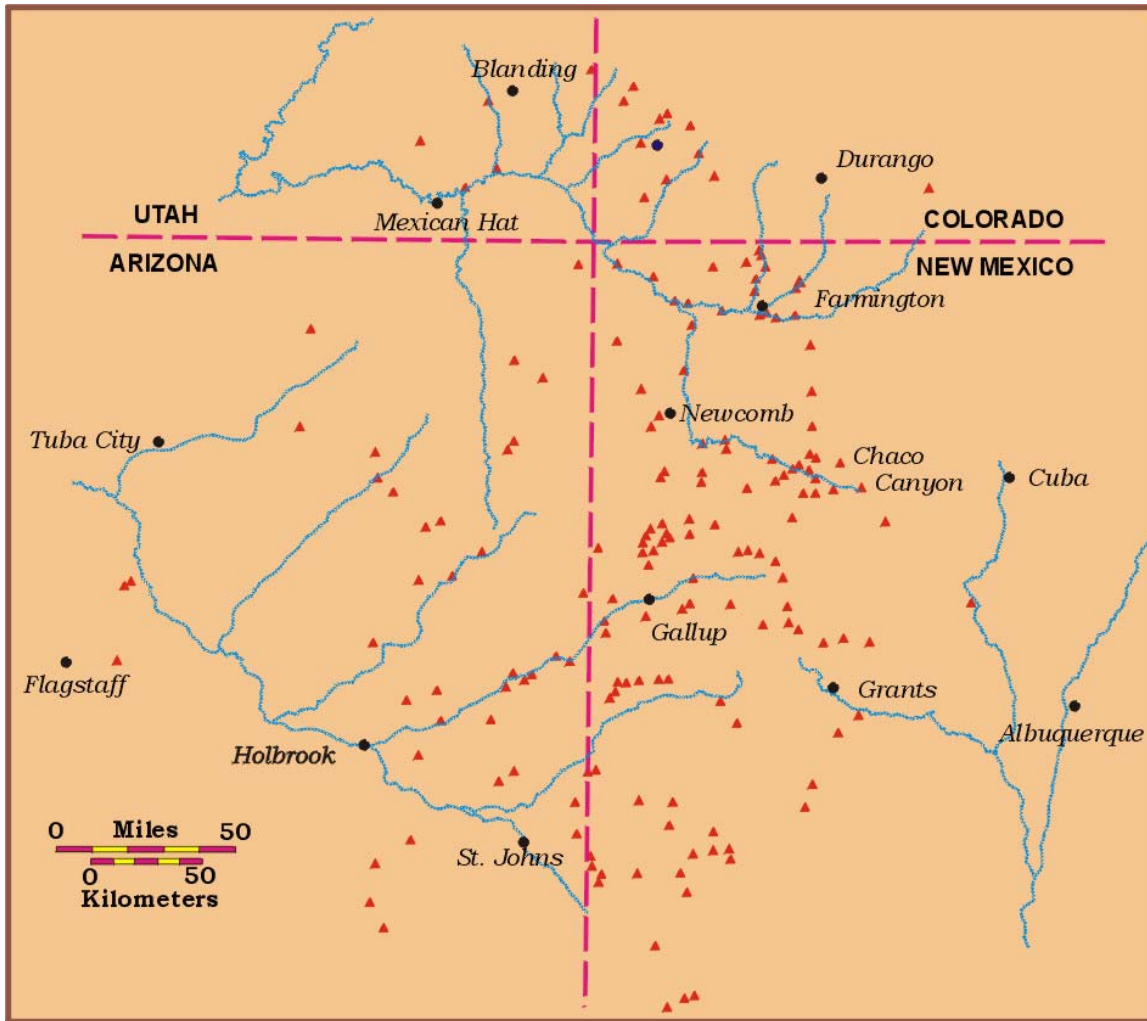 Blanding
Durango
UTAH
Mexican Hat
COLORADO
ARIZONA
NEW MEXICO
Farmington
Newcomb
Tuba City
Chaco
Canyon
Cuba
Gallup
Flagstaff
Grants
Albuquerque
Holbrook
0 Miles 50
St. Johns
0 50
Kilometers